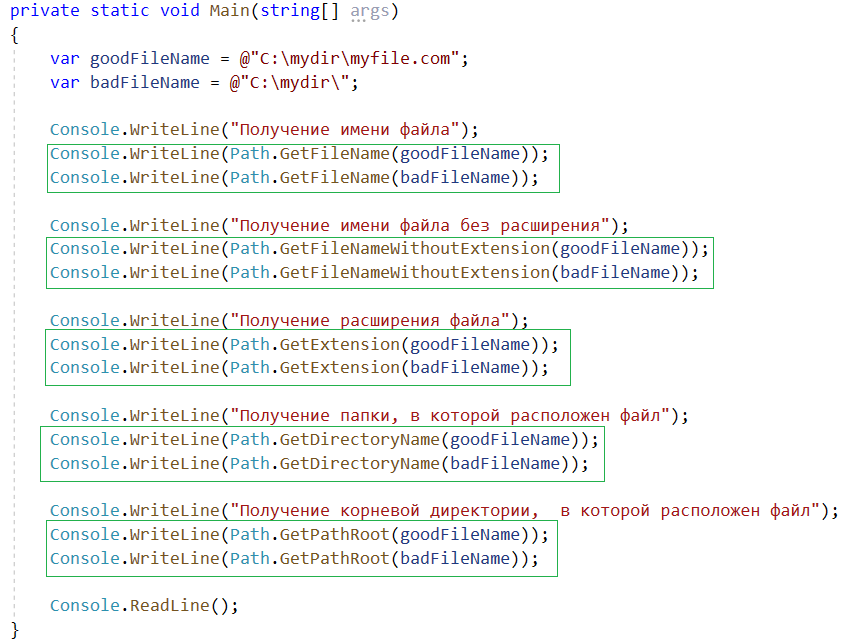 private static void Main(string[] args)
{
    var goodFileName = @"C:\mydir\myfile.com";
    var badFileName = @"C:\mydir\";
    Console.WriteLine("Получение имени файла");
    Console.WriteLine(Path.GetFileName(goodFileName));
    Console.WriteLine(Path.GetFileName(badFileName));
    Console.WriteLine("Получение имени файла без расширения");
    Console.WriteLine(Path.GetFileNameWithoutExtension(goodFileName));
    Console.WriteLine(Path.GetFileNameWithoutExtension(badFileName));
    Console.WriteLine("Получение расширения файла");
    Console.WriteLine(Path.GetExtension(goodFileName));
    Console.WriteLine(Path.GetExtension(badFileName));
    Console.WriteLine("Получение папки, в которой расположен файл");
    Console.WriteLine(Path.GetDirectoryName(goodFileName));
    Console.WriteLine(Path.GetDirectoryName(badFileName));
    Console.WriteLine("Получение корневой директории,  в которой расположен файл");
    Console.WriteLine(Path.GetPathRoot(goodFileName));
    Console.WriteLine(Path.GetPathRoot(badFileName));
    Console.ReadLine();
}